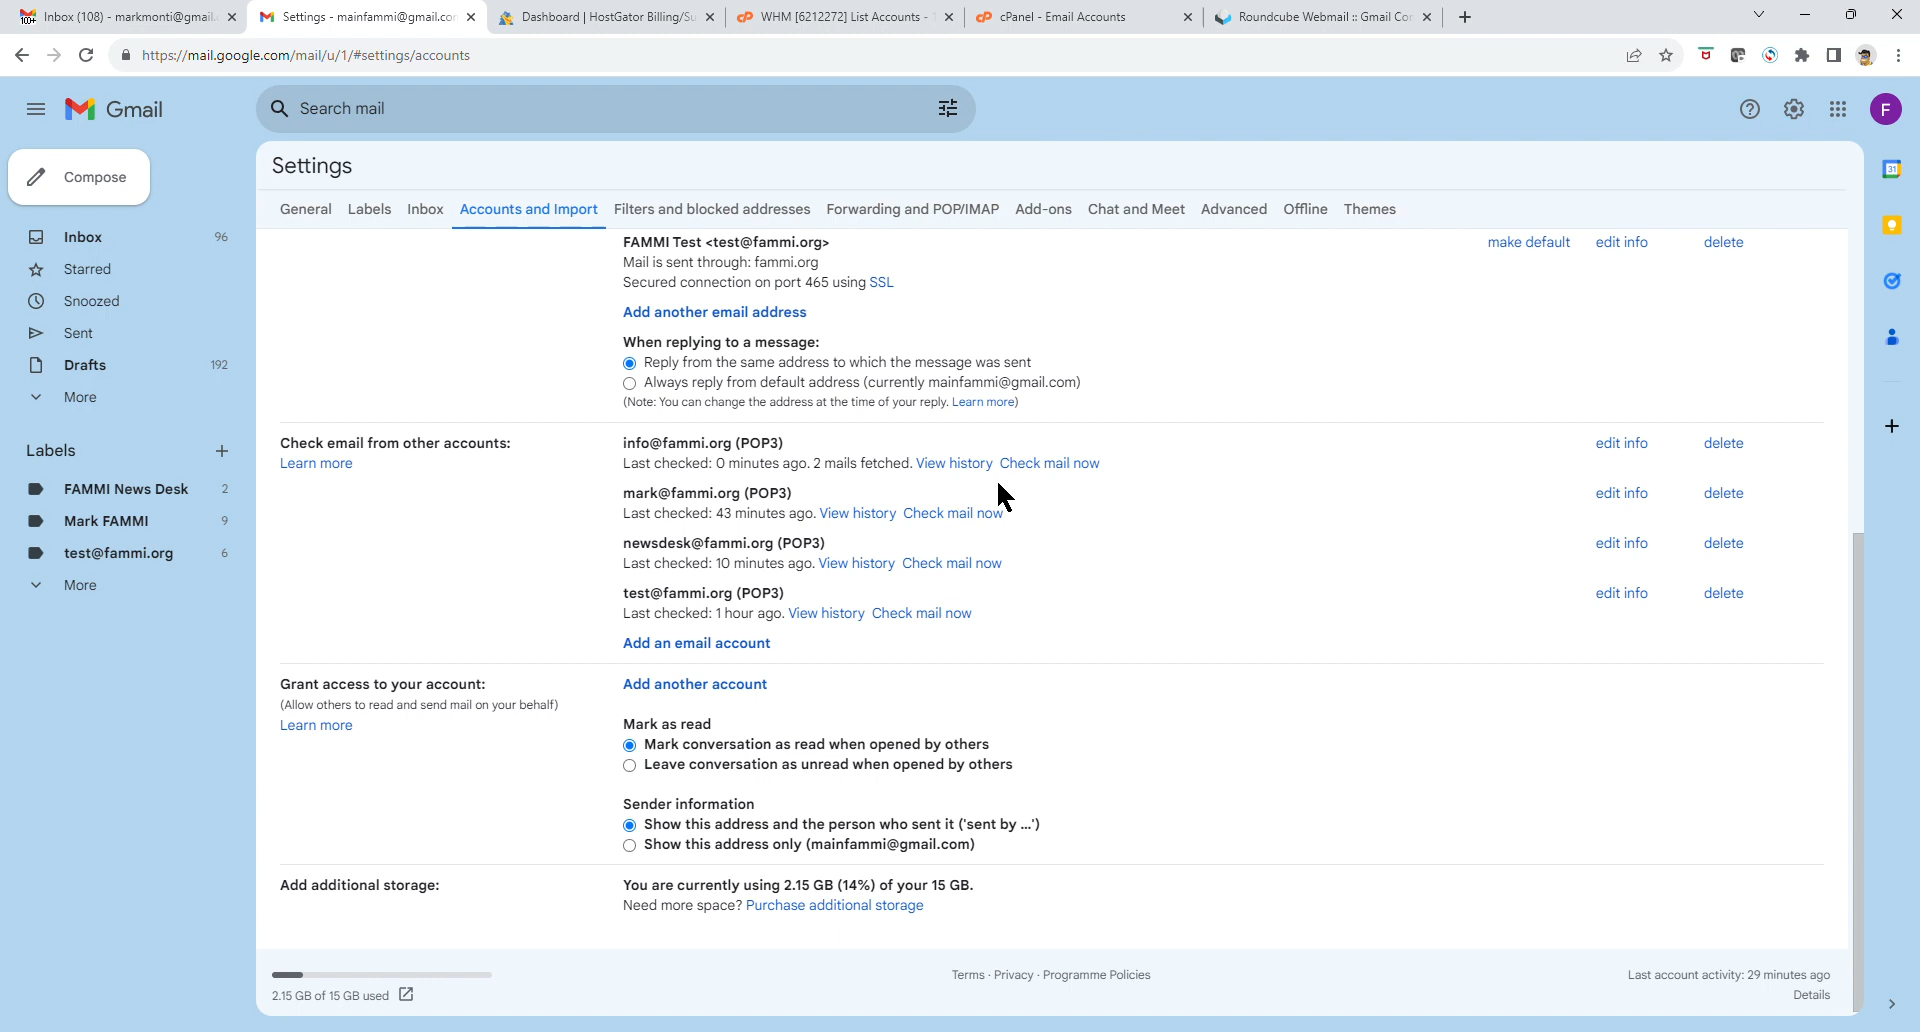 Inbox (108) - markmonti@gmail.
Settings - mainfammi@gmail.co
Dashboard | HostGator Billing/Su
WHM [6212272] List Accounts -
cPanel - Email Accounts
Roundcube Webmail :: Gmail Co
https://mail.google.com/mail/u/1/#settings/accounts
Gmail
Search mail
F
Compose
Inbox 96
Starred
Snoozed
Sent
Drafts 192
More
Labels
FAMMI News Desk 2
Mark FAMMI 9
test@fammi.org 6
More
Settings
General Labels Inbox Accounts and Import Filters and blocked addresses Forwarding and POP/IMAP Add-ons Chat and Meet Advanced Offline Themes
FAMMI Test <test@fammi.org> make default edit info delete
Mail is sent through: fammi.org
Secured connection on port 465 using SSL
Add another email address
When replying to a message:
Reply from the same address to which the message was sent
Always reply from default address (currently mainfammi@gmail.com)
(Note: You can change the address at the time of your reply. Learn more)
Check email from other accounts:
Learn more
info@fammi.org (POP3) edit info delete
Last checked: 0 minutes ago. 2 mails fetched. View history Check mail now
mark@fammi.org (POP3) edit info delete
Last checked: 43 minutes ago. View history Check mail now
newsdesk@fammi.org (POP3) edit info delete
Last checked: 10 minutes ago. View history Check mail now
test@fammi.org (POP3) edit info delete
Last checked: 1 hour ago. View history Check mail now
Add an email account
Grant access to your account:
(Allow others to read and send mail on your behalf)
Learn more
Add another account
Mark as read
Mark conversation as read when opened by others
Leave conversation as unread when opened by others
Sender information
Show this address and the person who sent it ('sent by ...')
Show this address only (mainfammi@gmail.com)
Add additional storage:
You are currently using 2.15 GB (14%) of your 15 GB.
Need more space? Purchase additional storage
2.15 GB of 15 GB used
Terms · Privacy · Programme Policies
Last account activity: 29 minutes ago
Details